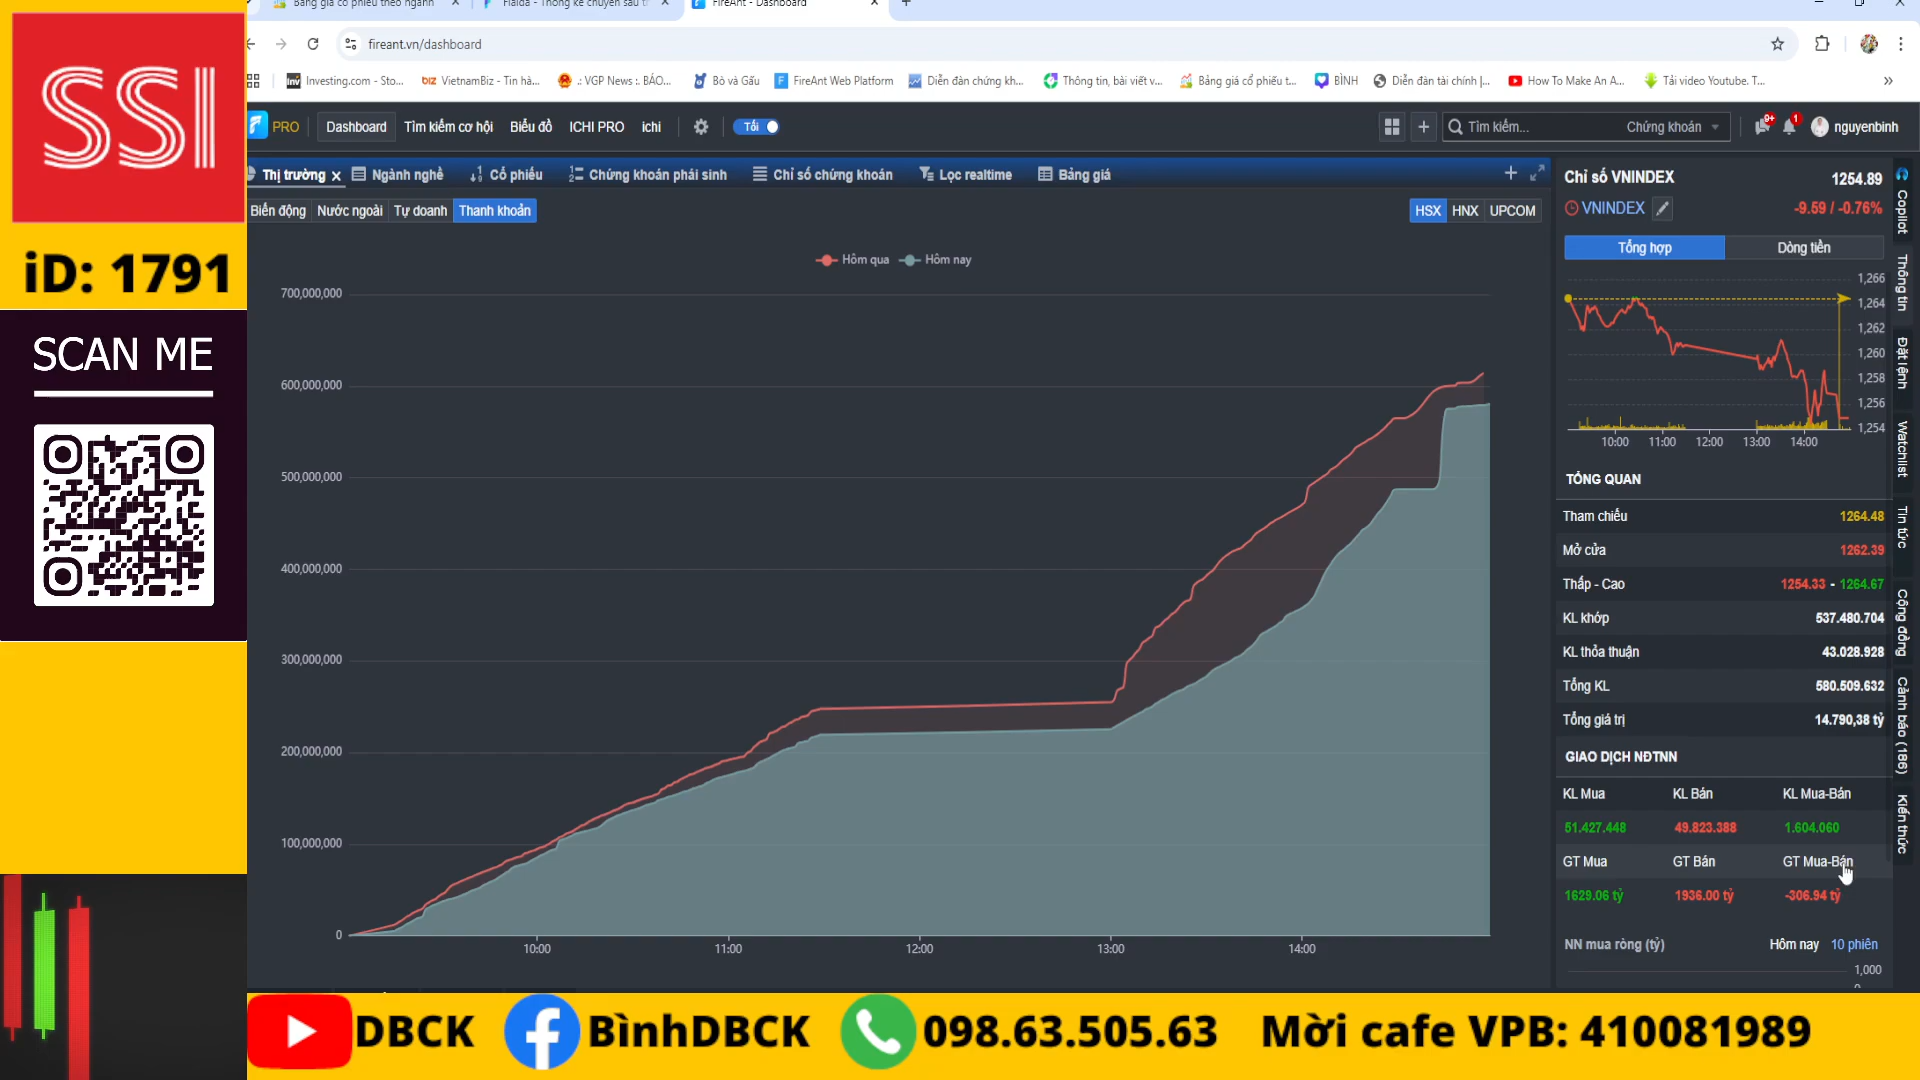 SSI
iD: 1791
SCAN ME
Bảng giá cổ phiếu theo ngành
FireAnt - Dashboard
fireant.vn/dashboard
Investing.com - Sto...
VietnamBiz - Tin hà...
.: VGP News :. BÁO...
Bò và Gấu
FireAnt Web Platform
Diễn đàn chứng kh...
Thông tin, bài viết v...
Bảng giá cổ phiếu t...
BÌNH
Diễn đàn tài chính |...
How To Make An A...
Tải video Youtube. T...
PRO
Dashboard
Tìm kiếm cơ hội
Biểu đồ
ICHI PRO
ichi
Tối
Tìm kiếm...
Chứng khoán
9+
1
nguyenbinh
Thị trường
Ngành nghề
Cổ phiếu
Chứng khoán phái sinh
Chỉ số chứng khoán
Lọc realtime
Bảng giá
Biến động
Nước ngoài
Tự doanh
Thanh khoản
HSX
HNX
UPCOM
Hôm qua
Hôm nay
700,000,000
600,000,000
500,000,000
400,000,000
300,000,000
200,000,000
100,000,000
0
10:00
11:00
12:00
13:00
14:00
Chỉ số VNINDEX
1254.89
VNINDEX
-9.59 / -0.76%
Tổng hợp
Dòng tiền
1,266
1,264
1,262
1,260
1,258
1,256
1,254
10:00
11:00
12:00
13:00
14:00
TỔNG QUAN
Tham chiếu 1264.48
Mở cửa 1262.39
Thấp - Cao 1254.33 - 1264.67
KL khớp 537.480.704
KL thỏa thuận 43.028.928
Tổng KL 580.509.632
Tổng giá trị 14.790,38 tỷ
GIAO DỊCH NĐTNN
KL Mua KL Bán KL Mua-Bán
51.427.448 49.823.388 1.604.060
GT Mua GT Bán GT Mua-Bán
1629.06 tỷ 1936.00 tỷ -306.94 tỷ
NN mua ròng (tỷ) Hôm nay 10 phiên
1,000
Copilot
Thông tin
Đặt lệnh
Watchlist
Tin tức
Cộng đồng
Cảnh báo (186)
Kiến thức
DBCK
BìnhDBCK
098.63.505.63
Mời cafe VPB: 410081989